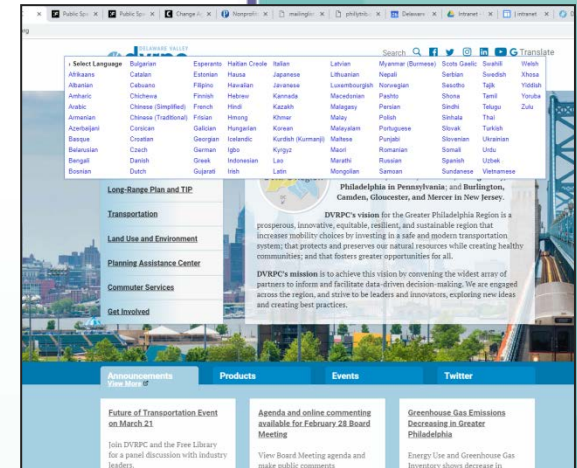 Public Spa
Public Spa
Change A
Nonprofit
mailinglis
phillytrib
Delaware
intranet
intranet
org
DELAWARE VALLEY
dvrpc
Search
G Translate
› Select Language Bulgarian Esperanto Haitian Creole Italian Latvian Myanmar (Burmese) Scots Gaelic Swahili Welsh
Afrikaans Catalan Estonian Hausa Japanese Lithuanian Nepali Serbian Swedish Xhosa
Albanian Cebuano Filipino Hawaiian Javanese Luxembourgish Norwegian Sesotho Tajik Yiddish
Amharic Chichewa Finnish Hebrew Kannada Macedonian Pashto Shona Tamil Yoruba
Arabic Chinese (Simplified) French Hindi Kazakh Malagasy Persian Sindhi Telugu Zulu
Armenian Chinese (Traditional) Frisian Hmong Khmer Malay Polish Sinhala Thai
Azerbaijani Corsican Galician Hungarian Korean Malayalam Portuguese Slovak Turkish
Basque Croatian Georgian Icelandic Kurdish (Kurmanji) Maltese Punjabi Slovenian Ukrainian
Belarusian Czech German Igbo Kyrgyz Maori Romanian Somali Urdu
Bengali Danish Greek Indonesian Lao Marathi Russian Spanish Uzbek
Bosnian Dutch Gujarati Irish Latin Mongolian Samoan Sundanese Vietnamese
Long-Range Plan and TIP
Transportation
Land Use and Environment
Planning Assistance Center
Commuter Services
Get Involved
Philadelphia in Pennsylvania; and Burlington,
Camden, Gloucester, and Mercer in New Jersey.
DVRPC's vision for the Greater Philadelphia Region is a
prosperous, innovative, equitable, resilient, and sustainable region that
increases mobility choices by investing in a safe and modern transportation
system; that protects and preserves our natural resources while creating healthy
communities; and that fosters greater opportunities for all.
DVRPC's mission is to achieve this vision by convening the widest array of
partners to inform and facilitate data-driven decision-making. We are engaged
across the region, and strive to be leaders and innovators, exploring new ideas
and creating best practices.
Announcements
View More
Products
Events
Twitter
Future of Transportation Event
on March 21
Join DVRPC and the Free Library
for a panel discussion with industry
leaders.
Agenda and online commenting
available for February 28 Board
Meeting
View Board Meeting agenda and
make public comments
Greenhouse Gas Emissions
Decreasing in Greater
Philadelphia
Energy Use and Greenhouse Gas
Inventory shows decrease in